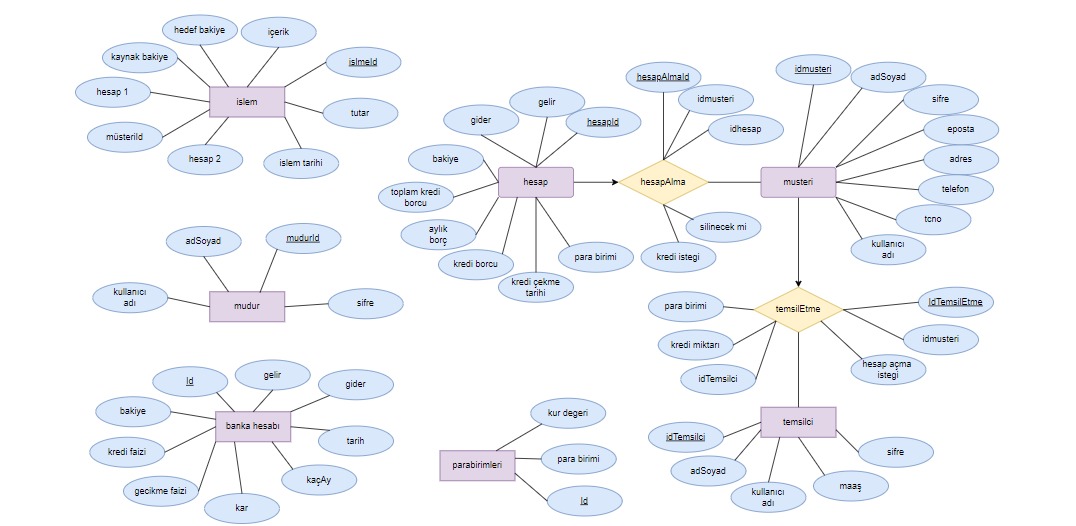 hedef bakiye
içerik
kaynak bakiye
islmeId
hesap 1
islem
tutar
müsteriId
hesap 2
islem tarihi
gelir
gider
hesapId
bakiye
hesap
toplam kredi
borcu
aylık
borç
kredi borcu
kredi çekme
tarihi
para birimi
hesapAlmaId
idmusteri
idhesap
hesapAlma
silinecek mi
kredi istegi
idmusteri
adSoyad
sifre
eposta
adres
musteri
telefon
tcno
kullanıcı
adı
adSoyad
mudurId
kullanıcı
adı
mudur
sifre
para birimi
IdTemsilEtme
temsilEtme
kredi miktarı
idmusteri
idTemsilci
hesap açma
istegi
Id
gelir
gider
bakiye
banka hesabı
kredi faizi
tarih
gecikme faizi
kaçAy
kar
kur degeri
parabirimleri
para birimi
Id
temsilci
idTemsilci
adSoyad
kullanıcı
adı
maaş
sifre